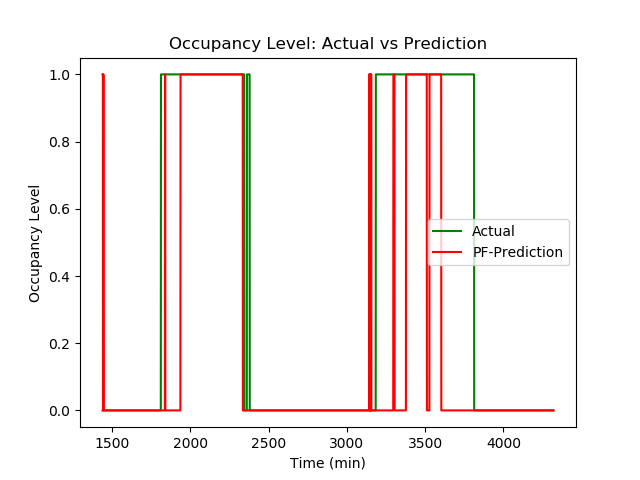 Occupancy Level: Actual vs Prediction
1.0
0.8
0.6
0.4
0.2
0.0
Occupancy Level
Actual
PF-Prediction
1500 2000 2500 3000 3500 4000
Time (min)